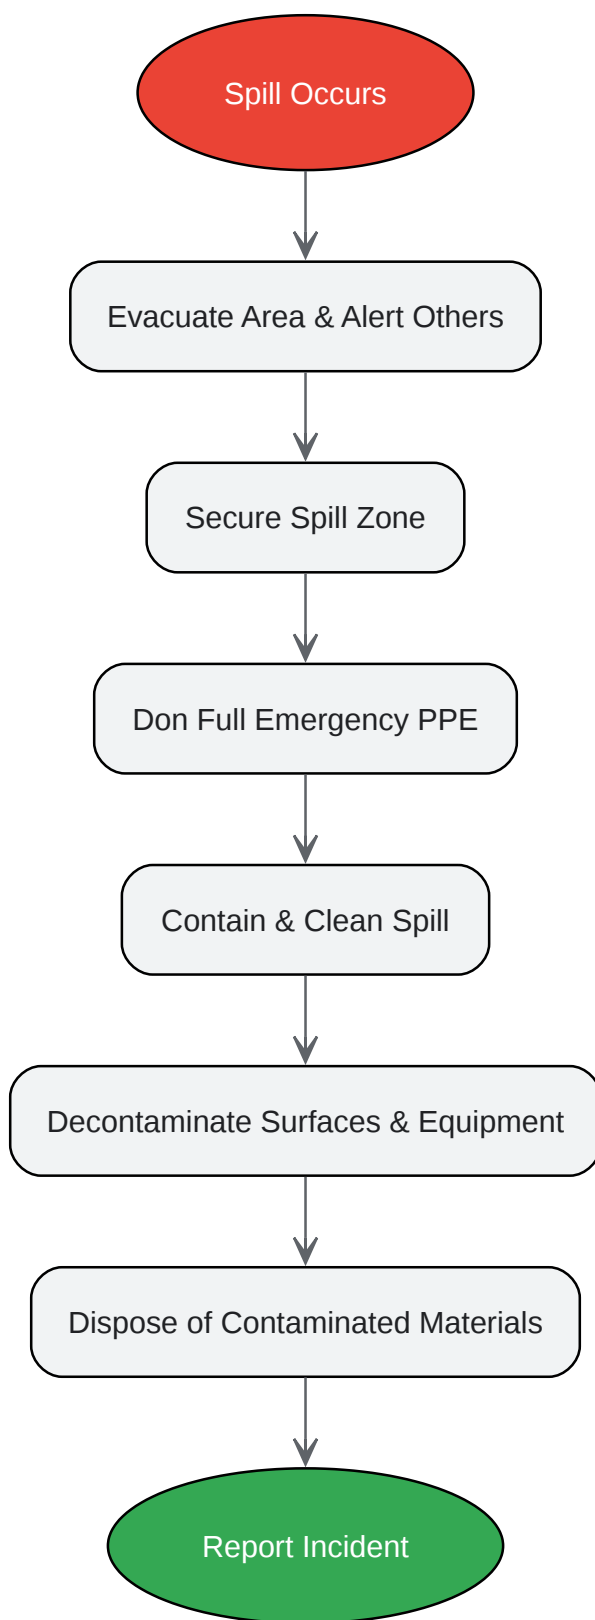 Spill Occurs
Evacuate Area & Alert Others
Secure Spill Zone
Don Full Emergency PPE
Contain & Clean Spill
Decontaminate Surfaces & Equipment
Dispose of Contaminated Materials
Report Incident